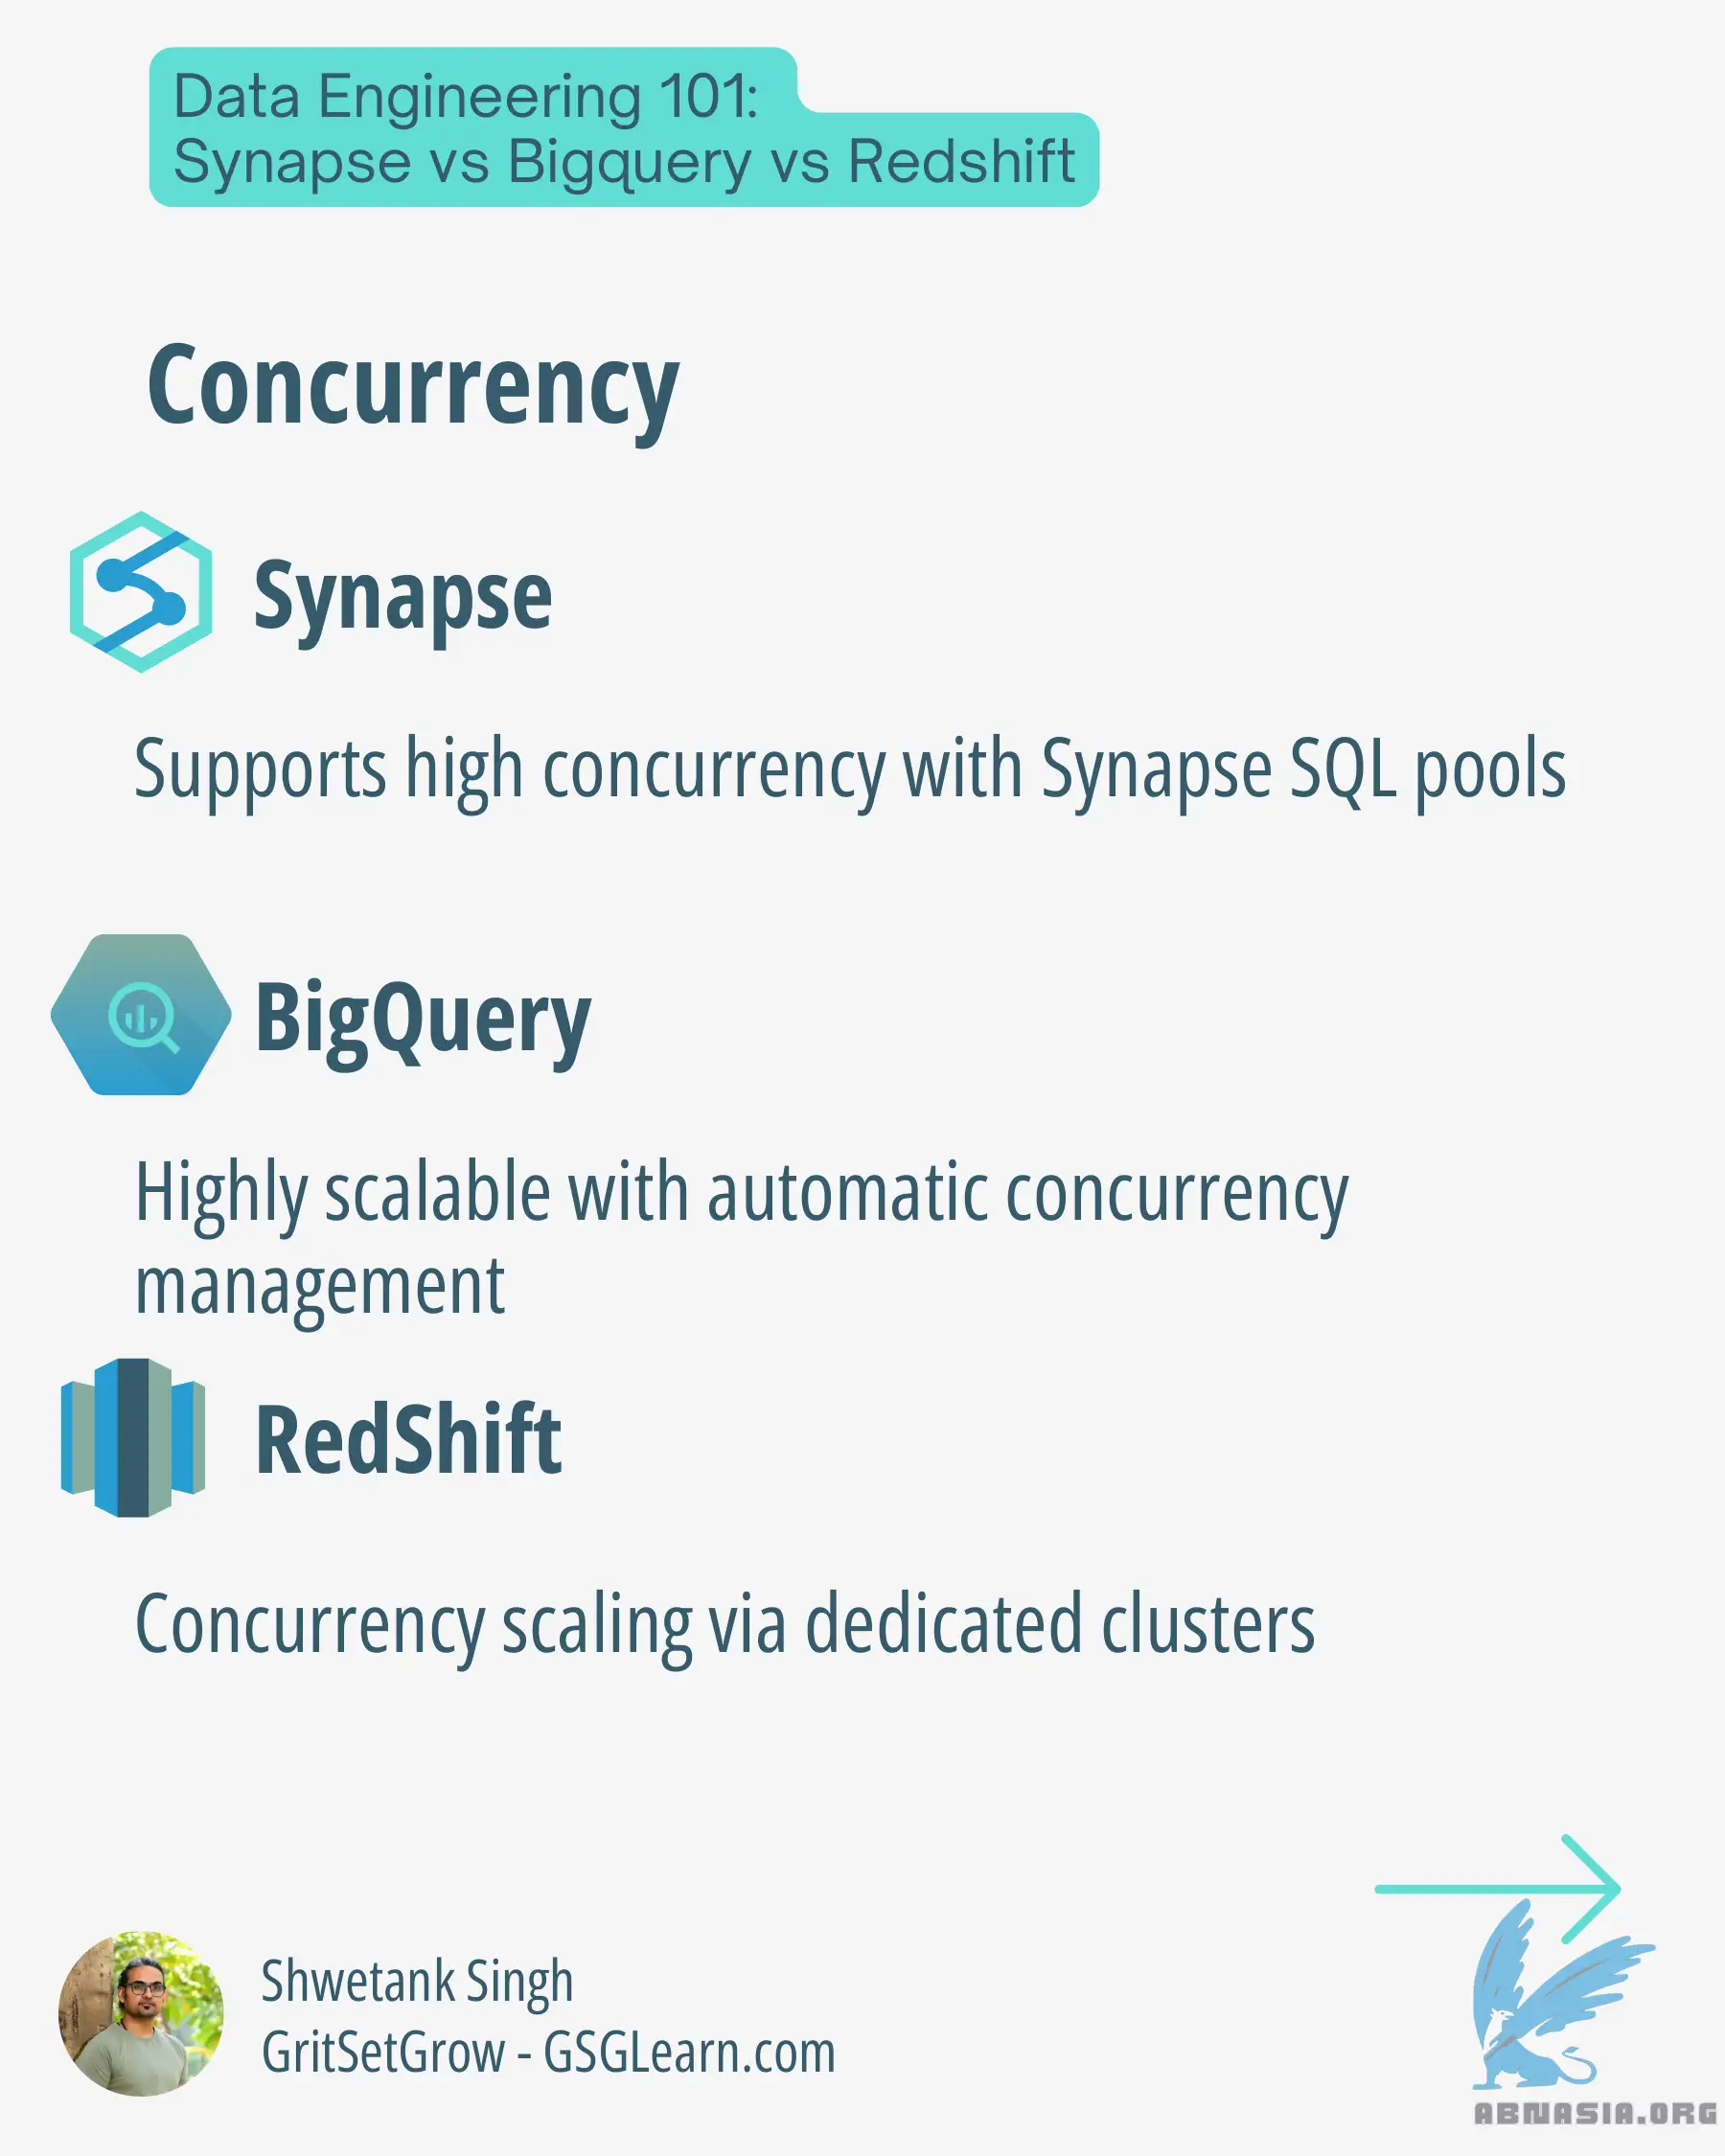 Data Engineering 101:
Synapse vs Bigquery vs Redshift
Concurrency
Synapse
Supports high concurrency with Synapse SQL pools
BigQuery
Highly scalable with automatic concurrency
management
RedShift
Concurrency scaling via dedicated clusters
Shwetank Singh
GritSetGrow - GSGLearn.com
ABNASIA.ORG